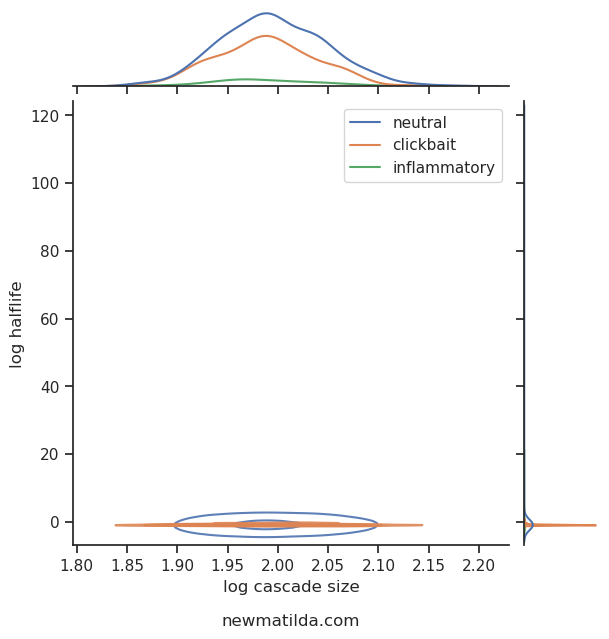 neutral
clickbait
inflammatory
120
100
80
60
40
20
0
log halflife
1.80 1.85 1.90 1.95 2.00 2.05 2.10 2.15 2.20
log cascade size
newmatilda.com